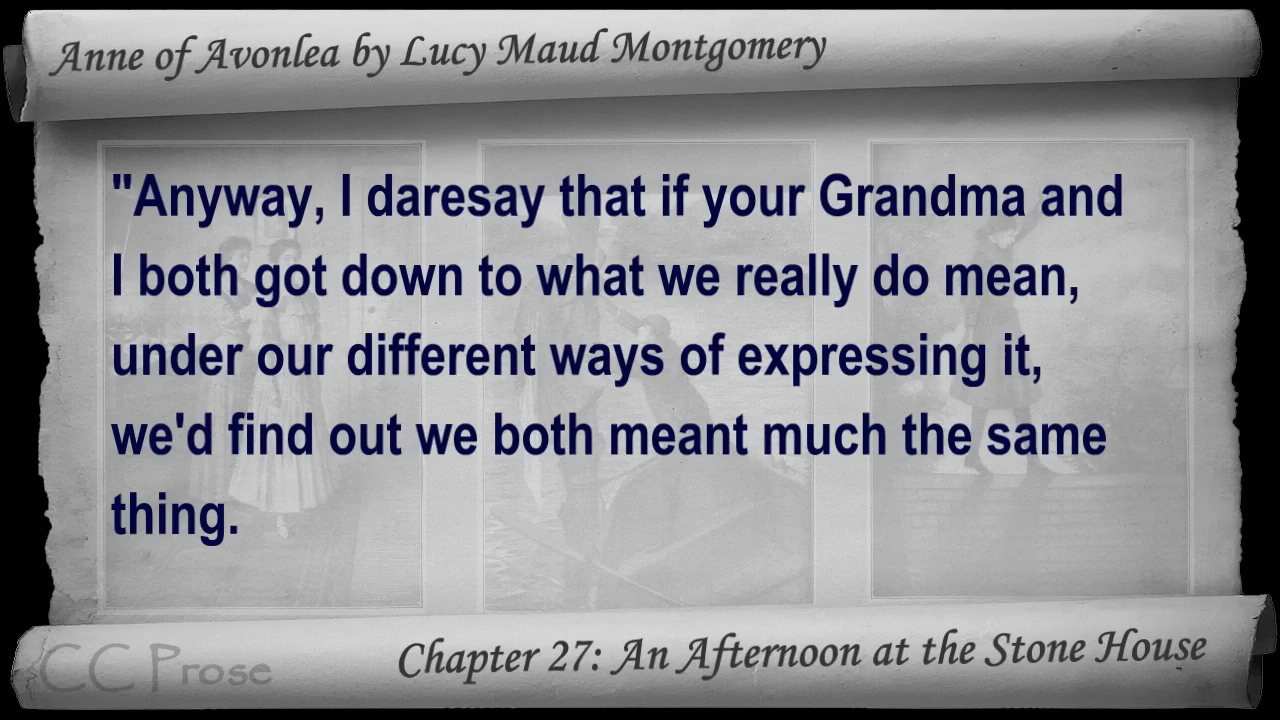 Anne of Avonlea by Lucy Maud Montgomery
"Anyway, I daresay that if your Grandma and
I both got down to what we really do mean,
under our different ways of expressing it,
we'd find out we both meant much the same
thing.
CC Prose
Chapter 27: An Afternoon at the Stone House